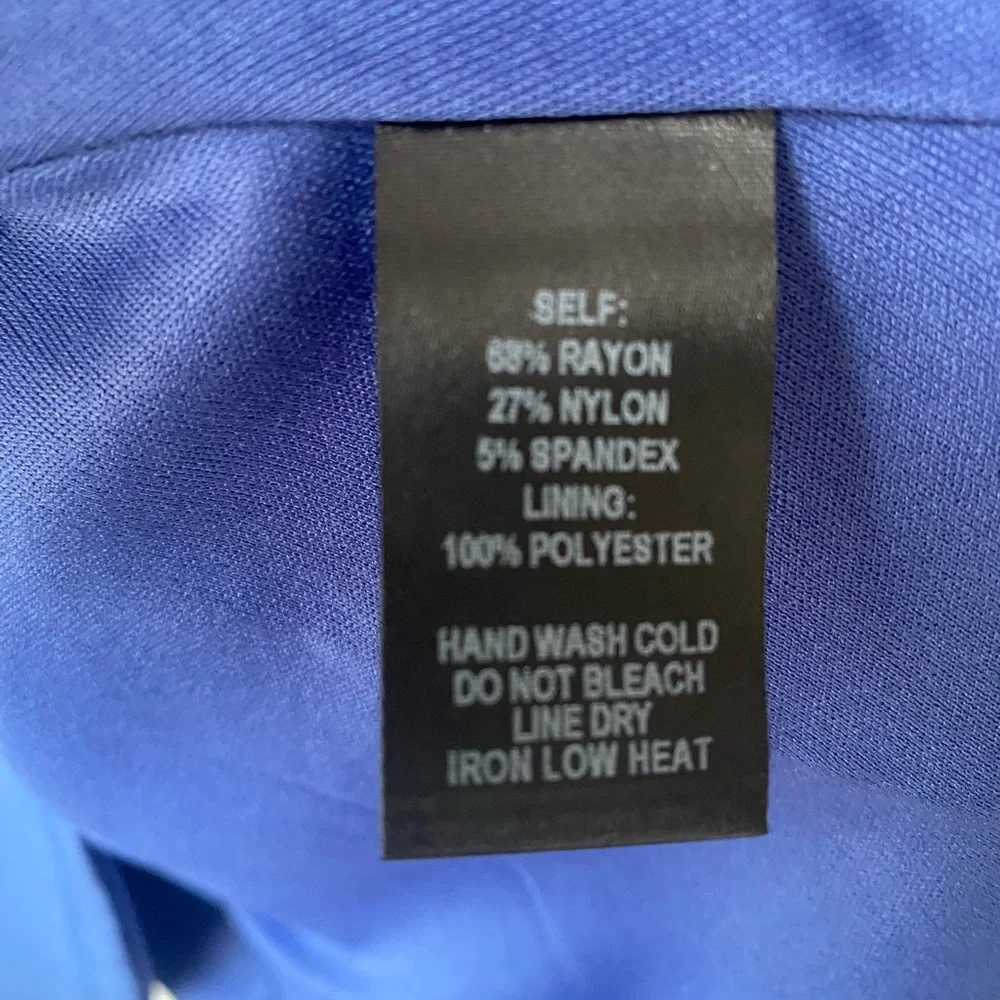 SELF:
68% RAYON
27% NYLON
5% SPANDEX
LINING:
100% POLYESTER
HAND WASH COLD
DO NOT BLEACH
LINE DRY
IRON LOW HEAT